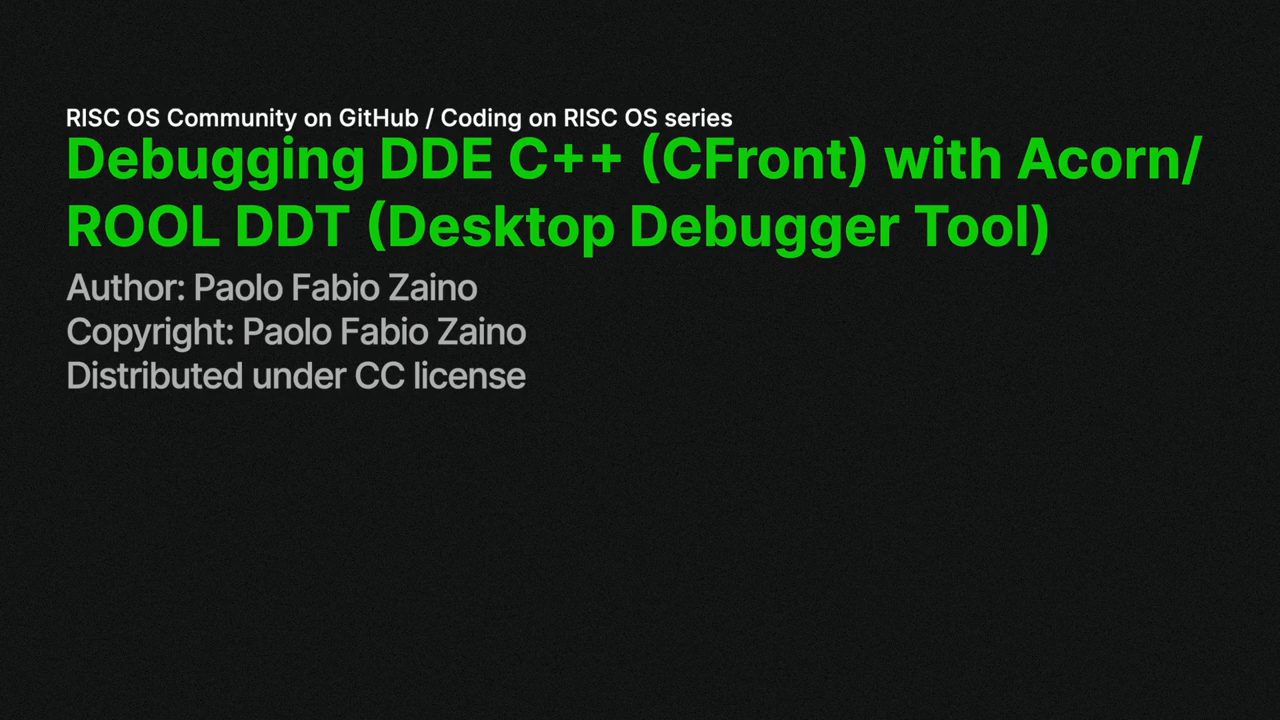 RISC OS Community on GitHub / Coding on RISC OS series
Debugging DDE C++ (CFront) with Acorn/
ROOL DDT (Desktop Debugger Tool)
Author: Paolo Fabio Zaino
Copyright: Paolo Fabio Zaino
Distributed under CC license